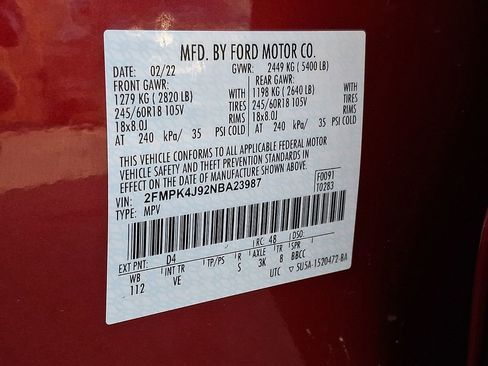 MFD. BY FORD MOTOR CO.
DATE: 02/22 GVWR: 2449 KG ( 5400 LB)
FRONT GAWR: REAR GAWR:
1279 KG ( 2820 LB) WITH 1198 KG ( 2640 LB) WITH
245/60R18 105V TIRES 245/60R18 105V TIRES
18x8.0J RIMS 18x8.0J RIMS
AT 240 kPa/ 35 PSI COLD AT 240 kPa/ 35 PSI COLD
THIS VEHICLE CONFORMS TO ALL APPLICABLE FEDERAL MOTOR
VEHICLE SAFETY AND THEFT PREVENTION STANDARDS IN
EFFECT ON THE DATE OF MANUFACTURE SHOWN ABOVE.
VIN: 2FMPK4J92NBA23987 F0091
TYPE: MPV T0283
EXT PNT: D4 RC: 48 DSO:
WB INT TR TP/PS R AXLE TR SPR
112 VE S 3K 8 BBCC
UTC ▽ 5U5A-1520472-BA